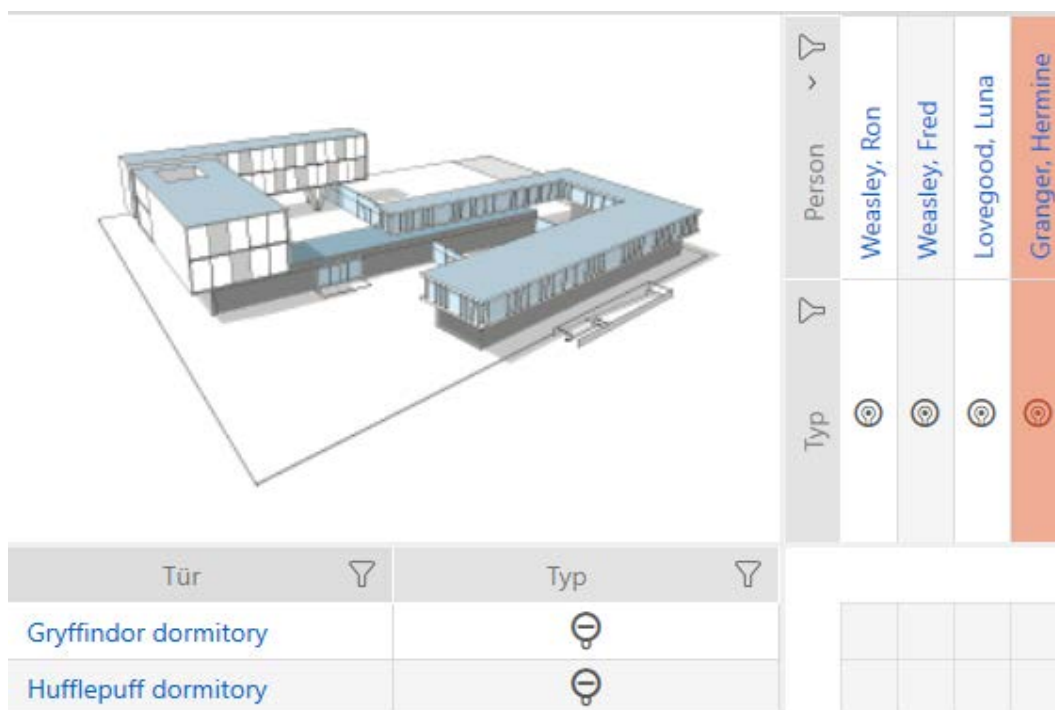 Person
Weasley, Ron
Weasley, Fred
Lovegood, Luna
Granger, Hermine
Typ
Tür
Typ
Gryffindor dormitory
Hufflepuff dormitory